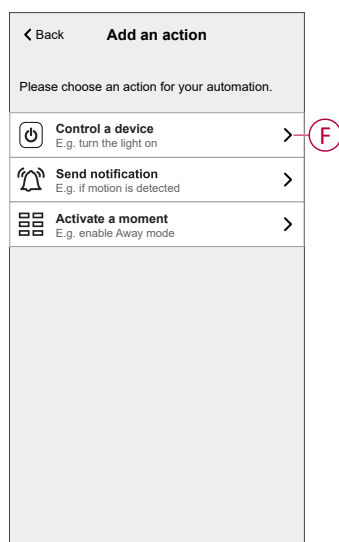 Back Add an action
Please choose an action for your automation.
Control a device
E.g. turn the light on
F
Send notification
E.g. if motion is detected
Activate a moment
E.g. enable Away mode